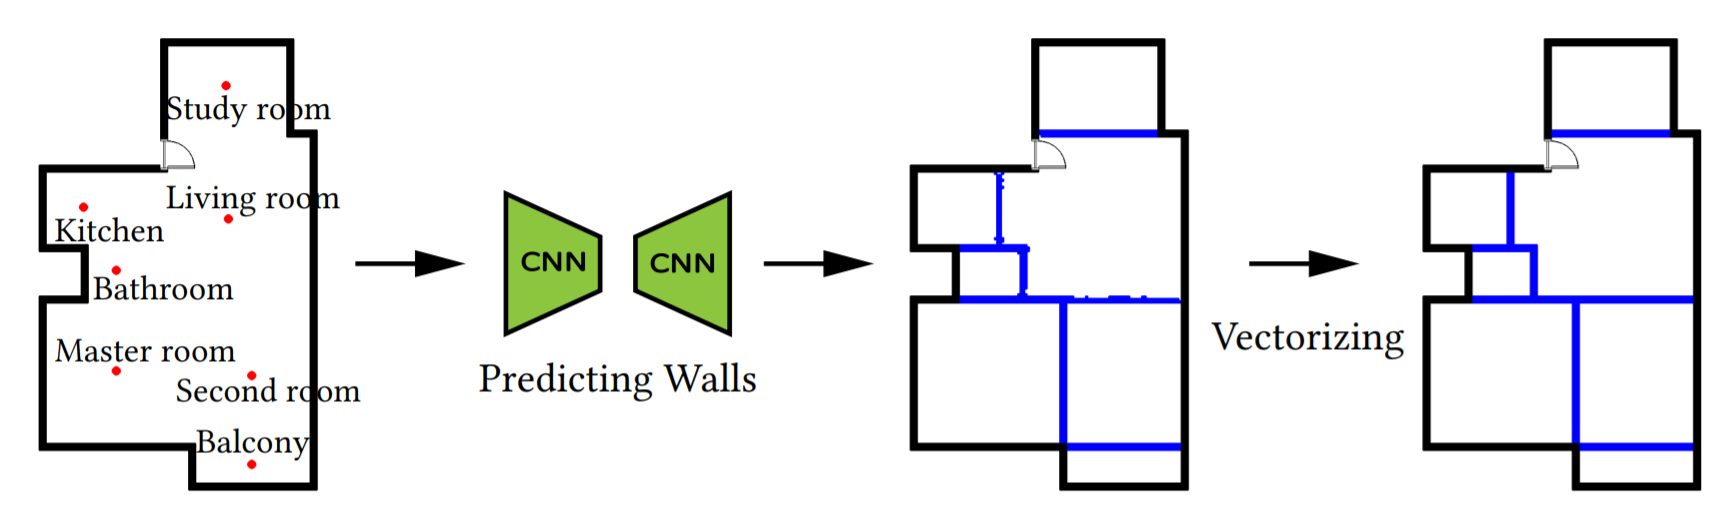 Study room
Living room
Kitchen
Bathroom
Master room
Second room
Balcony
CNN
CNN
Predicting Walls
Vectorizing